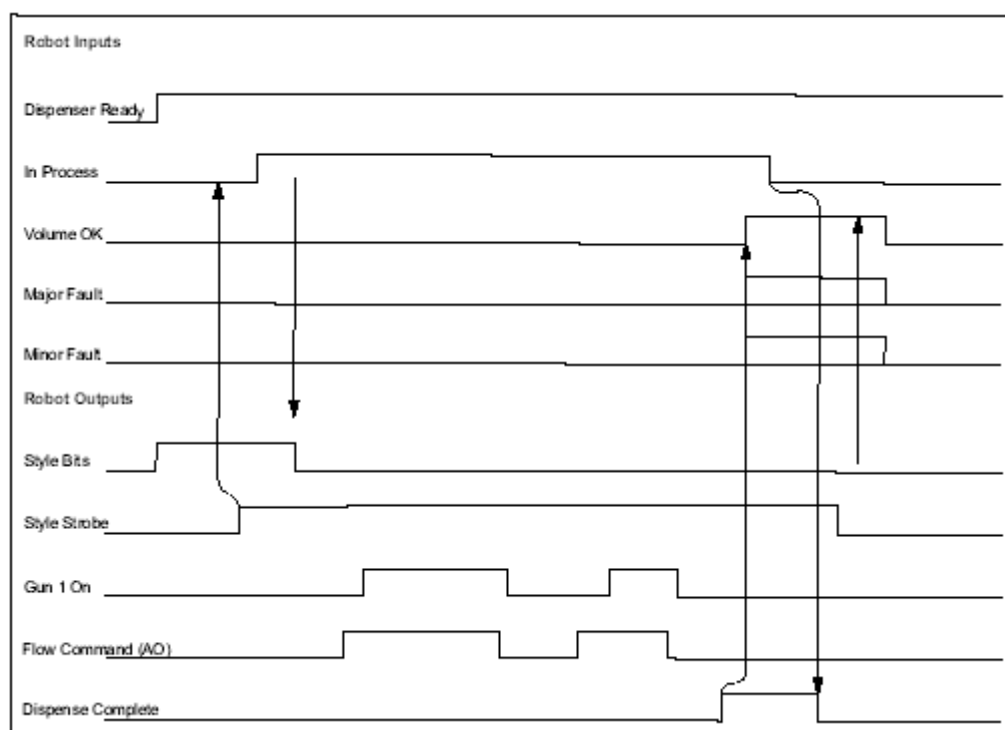 Robot Inputs
Dispenser Ready
In Process
Volume OK
Major Fault
Minor Fault
Robot Outputs
Style Bits
Style Strobe
Gun 1 On
Flow Command (AO)
Dispense Complete